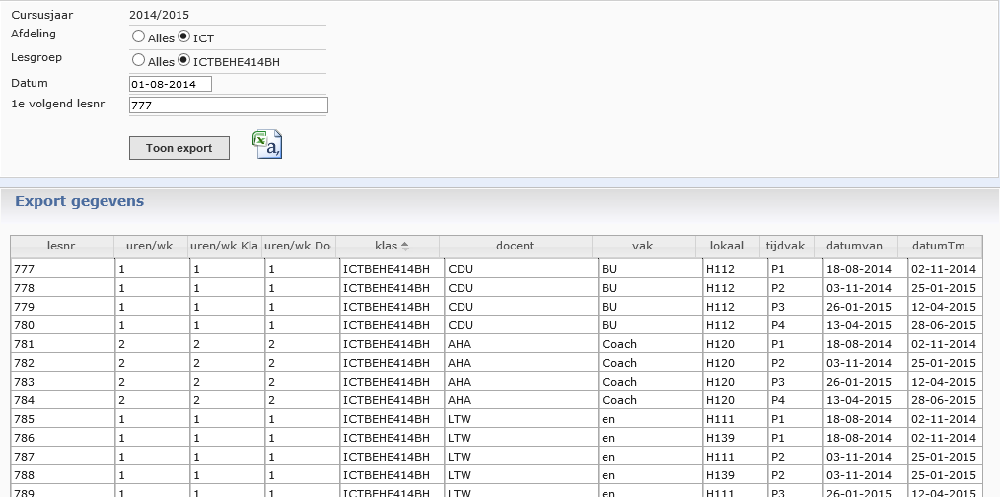 Cursusjaar 2014/2015
Afdeling Alles ICT
Lesgroep Alles ICTBEHE414BH
Datum 01-08-2014
1e volgend lesnr 777
Toon export
Export gegevens
lesnr uren/wk uren/wk Kla uren/wk Do klas docent vak lokaal tijdvak datumvan datumTm
777 1 1 1 ICTBEHE414BH CDU BU H112 P1 18-08-2014 02-11-2014
778 1 1 1 ICTBEHE414BH CDU BU H112 P2 03-11-2014 25-01-2015
779 1 1 1 ICTBEHE414BH CDU BU H112 P3 26-01-2015 12-04-2015
780 1 1 1 ICTBEHE414BH CDU BU H112 P4 13-04-2015 28-06-2015
781 2 2 2 ICTBEHE414BH AHA Coach H120 P1 18-08-2014 02-11-2014
782 2 2 2 ICTBEHE414BH AHA Coach H120 P2 03-11-2014 25-01-2015
783 2 2 2 ICTBEHE414BH AHA Coach H120 P3 26-01-2015 12-04-2015
784 2 2 2 ICTBEHE414BH AHA Coach H120 P4 13-04-2015 28-06-2015
785 1 1 1 ICTBEHE414BH LTW en H111 P1 18-08-2014 02-11-2014
786 1 1 1 ICTBEHE414BH LTW en H139 P1 18-08-2014 02-11-2014
787 1 1 1 ICTBEHE414BH LTW en H111 P2 03-11-2014 25-01-2015
788 1 1 1 ICTBEHE414BH LTW en H139 P2 03-11-2014 25-01-2015
789 1 1 1 ICTBEHE414BH LTW en H111 P3 26-01-2015 12-04-2015